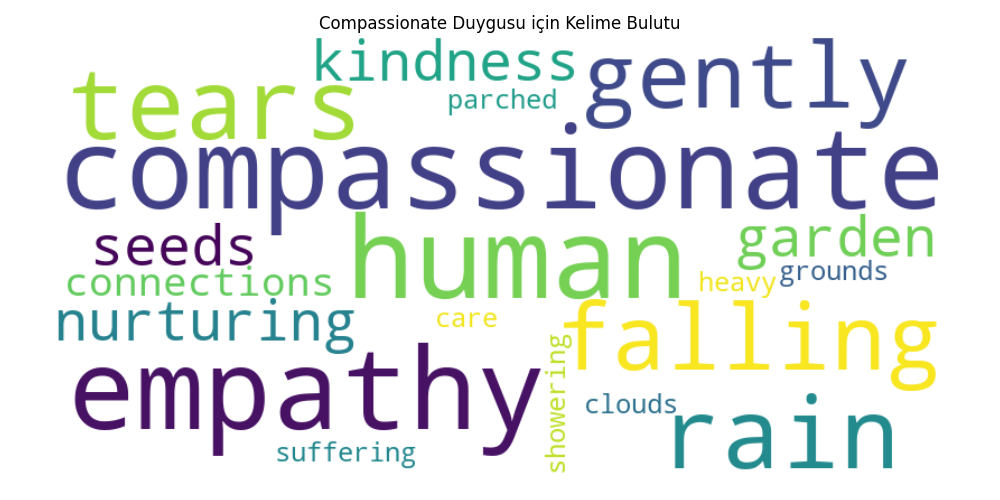 Compassionate Duygusu için Kelime Bulutu
kindness
gently
tears
parched
compassionate
seeds
human
garden
connections
heavy
grounds
nurturing
care
falling
empathy
showering
clouds
rain
suffering